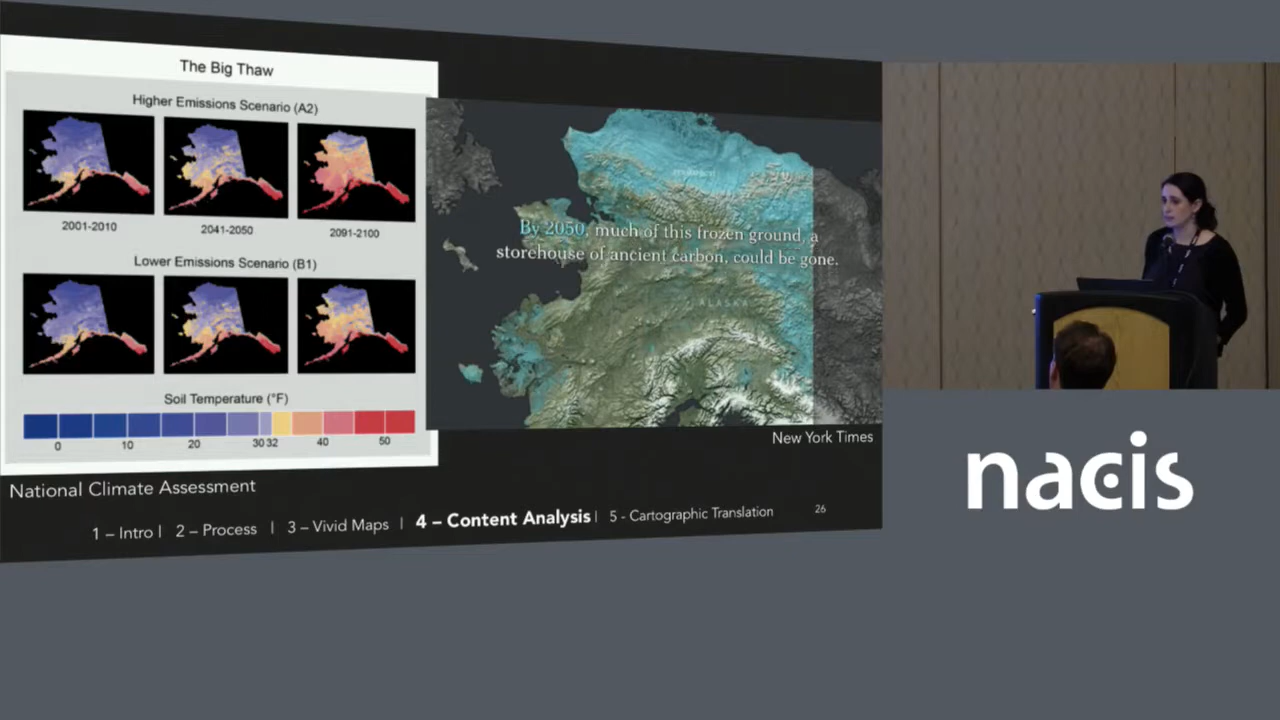 The Big Thaw
Higher Emissions Scenario (A2)
2001-2010 2041-2050 2091-2100
Lower Emissions Scenario (B1)
Soil Temperature (°F)
0 10 20 30 32 40 50
National Climate Assessment
By 2050, much of this frozen ground, a
storehouse of ancient carbon, could be gone.
ALASKA
New York Times
1 – Intro | 2 – Process | 3 – Vivid Maps | 4 – Content Analysis | 5 - Cartographic Translation 26
nacis